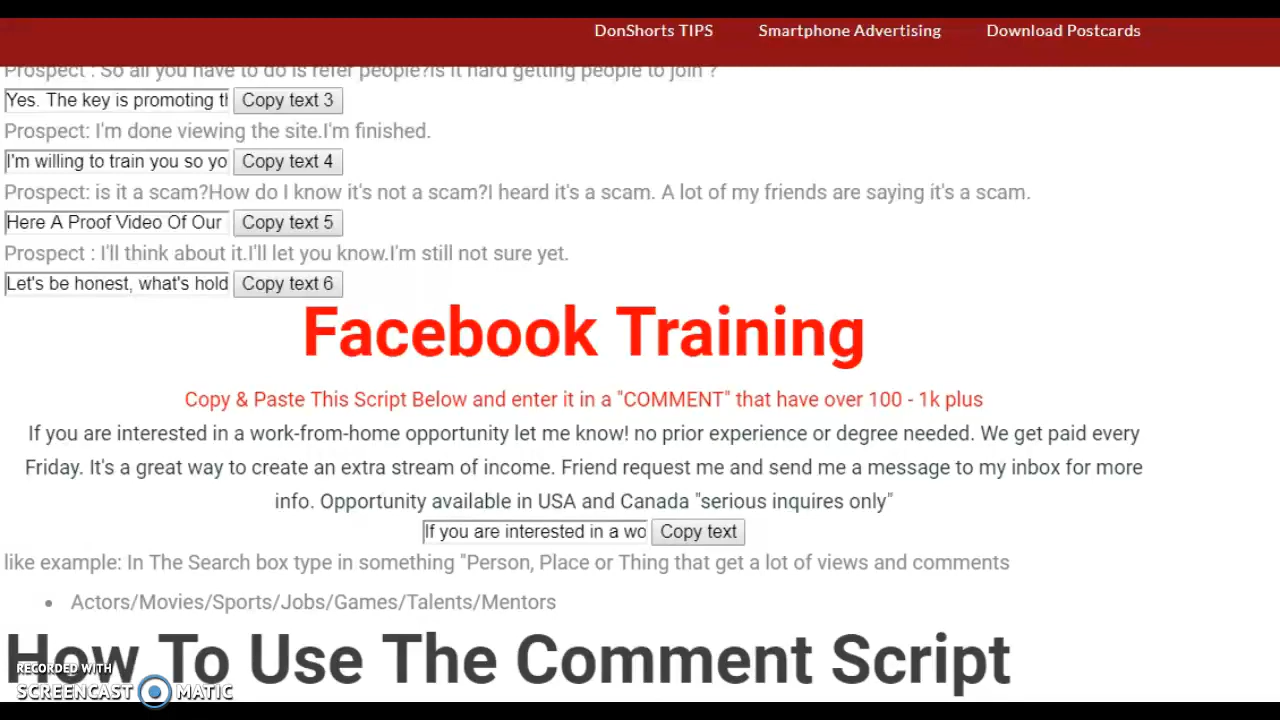 DonShorts TIPS Smartphone Advertising Download Postcards
Prospect : So all you have to do is refer people?is it hard getting people to join ?
Yes. The key is promoting th Copy text 3
Prospect: I'm done viewing the site.I'm finished.
I'm willing to train you so yo Copy text 4
Prospect: is it a scam?How do I know it's not a scam?I heard it's a scam. A lot of my friends are saying it's a scam.
Here A Proof Video Of Our Copy text 5
Prospect : I'll think about it.I'll let you know.I'm still not sure yet.
Let's be honest, what's hold Copy text 6
Facebook Training
Copy & Paste This Script Below and enter it in a "COMMENT" that have over 100 - 1k plus
If you are interested in a work-from-home opportunity let me know! no prior experience or degree needed. We get paid every
Friday. It's a great way to create an extra stream of income. Friend request me and send me a message to my inbox for more
info. Opportunity available in USA and Canada "serious inquires only"
If you are interested in a wo Copy text
like example: In The Search box type in something "Person, Place or Thing that get a lot of views and comments
Actors/Movies/Sports/Jobs/Games/Talents/Mentors
How To Use The Comment Script
RECORDED WITH
SCREENCAST MATIC